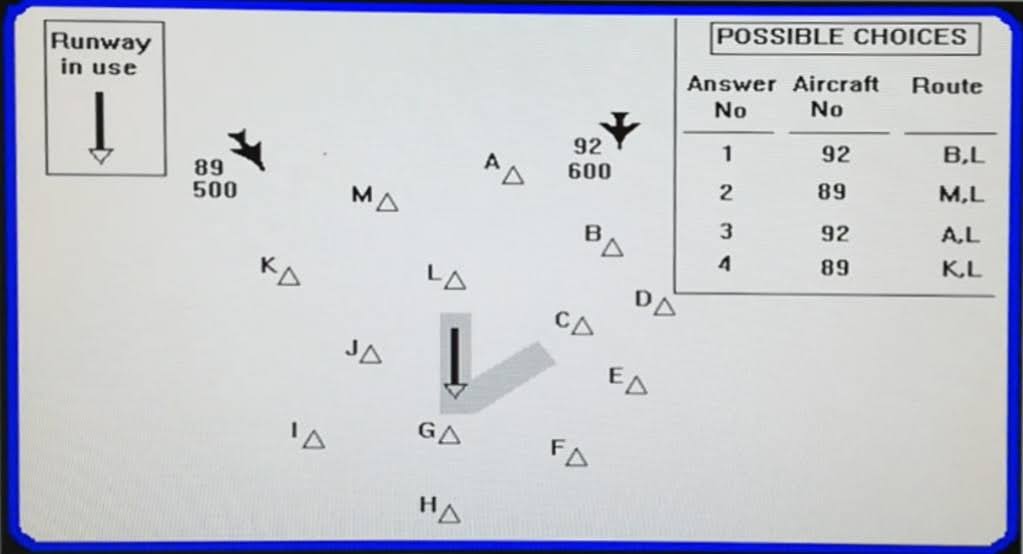 Runway
in use
POSSIBLE CHOICES
Answer No Aircraft No Route
1 92 B,L
2 89 M,L
3 92 A,L
4 89 K,L
89
500
92
600
A
M
B
K
L
D
C
J
E
I
G
F
H